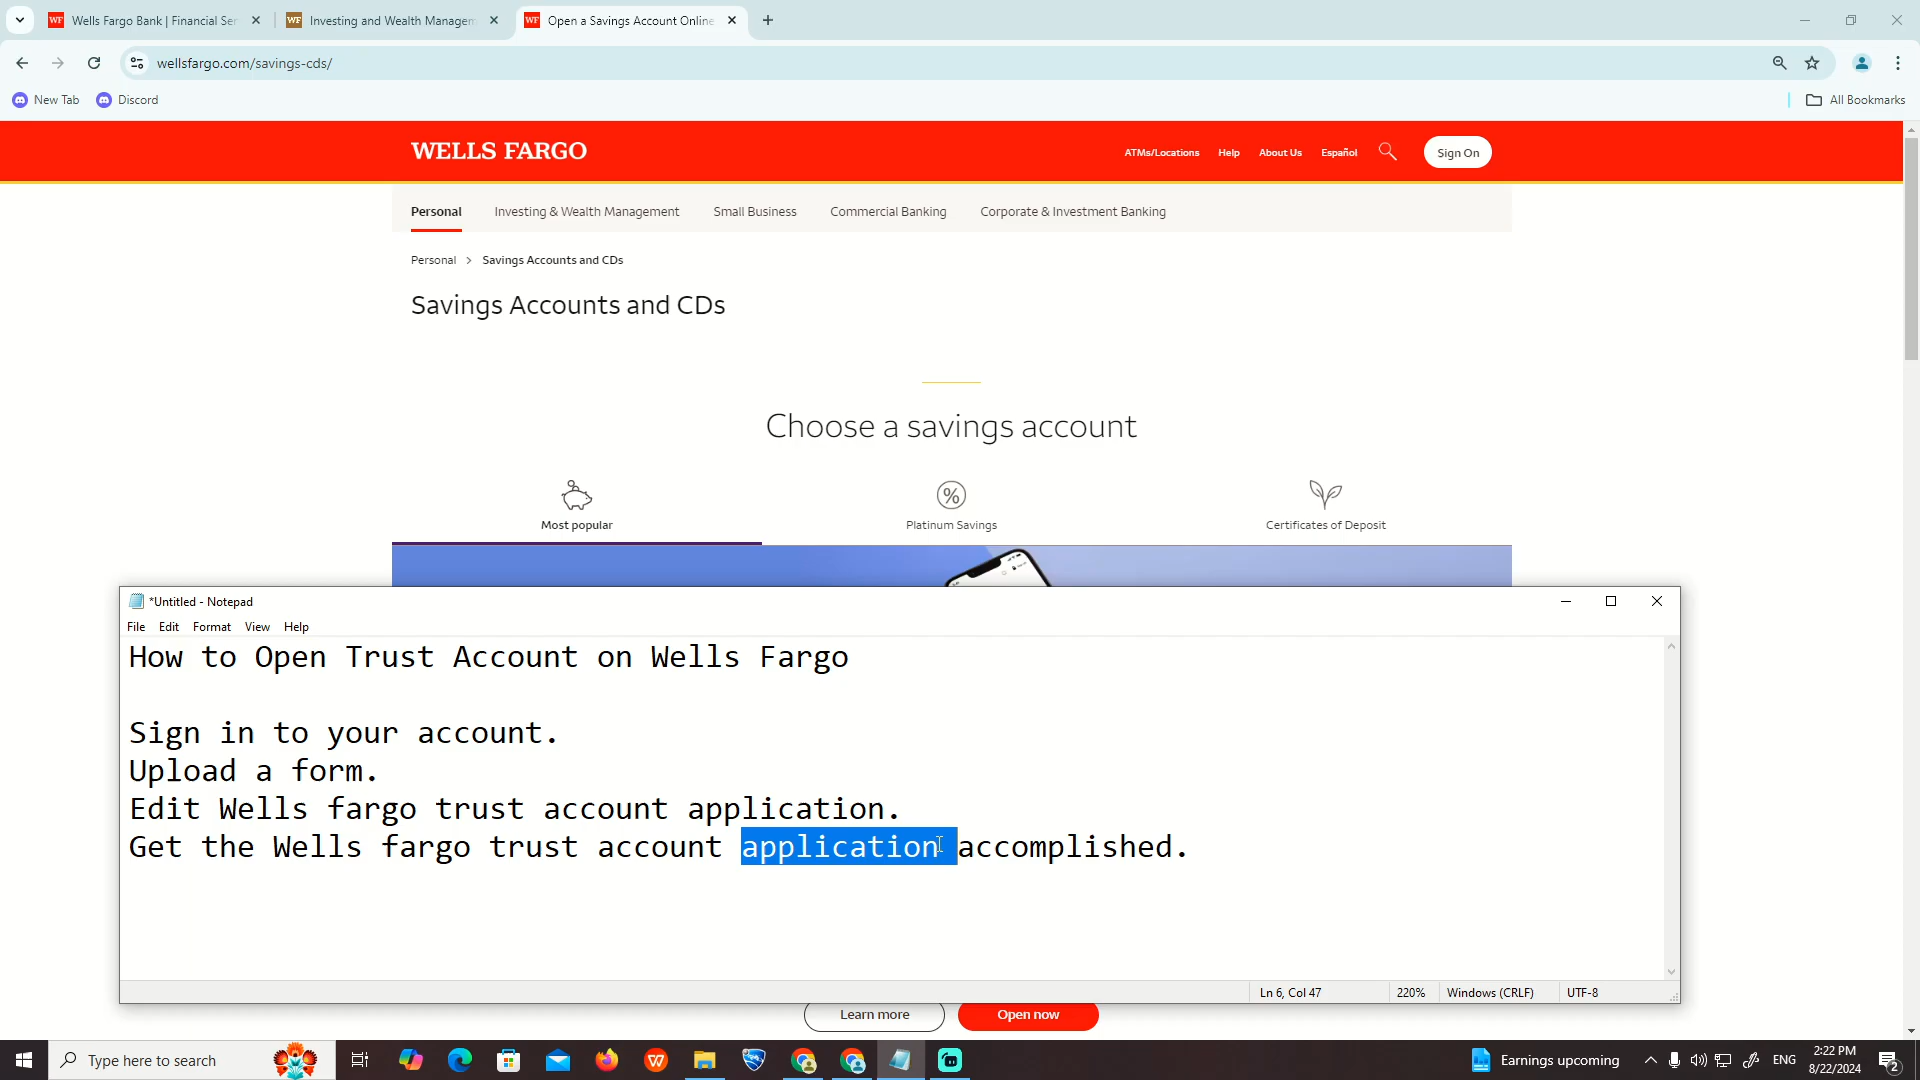 Wells Fargo Bank | Financial Ser
Investing and Wealth Managem
Open a Savings Account Online
wellsfargo.com/savings-cds/
New Tab
Discord
All Bookmarks
WELLS FARGO
ATMs/Locations
Help
About Us
Español
Sign On
Personal
Investing & Wealth Management
Small Business
Commercial Banking
Corporate & Investment Banking
Personal > Savings Accounts and CDs
Savings Accounts and CDs
Choose a savings account
Most popular
Platinum Savings
Certificates of Deposit
*Untitled - Notepad
File Edit Format View Help
How to Open Trust Account on Wells Fargo
Sign in to your account.
Upload a form.
Edit Wells fargo trust account application.
Get the Wells fargo trust account application accomplished.
Ln 6, Col 47
220%
Windows (CRLF)
UTF-8
Learn more
Open now
Type here to search
Earnings upcoming
ENG
2:22 PM
8/22/2024
2